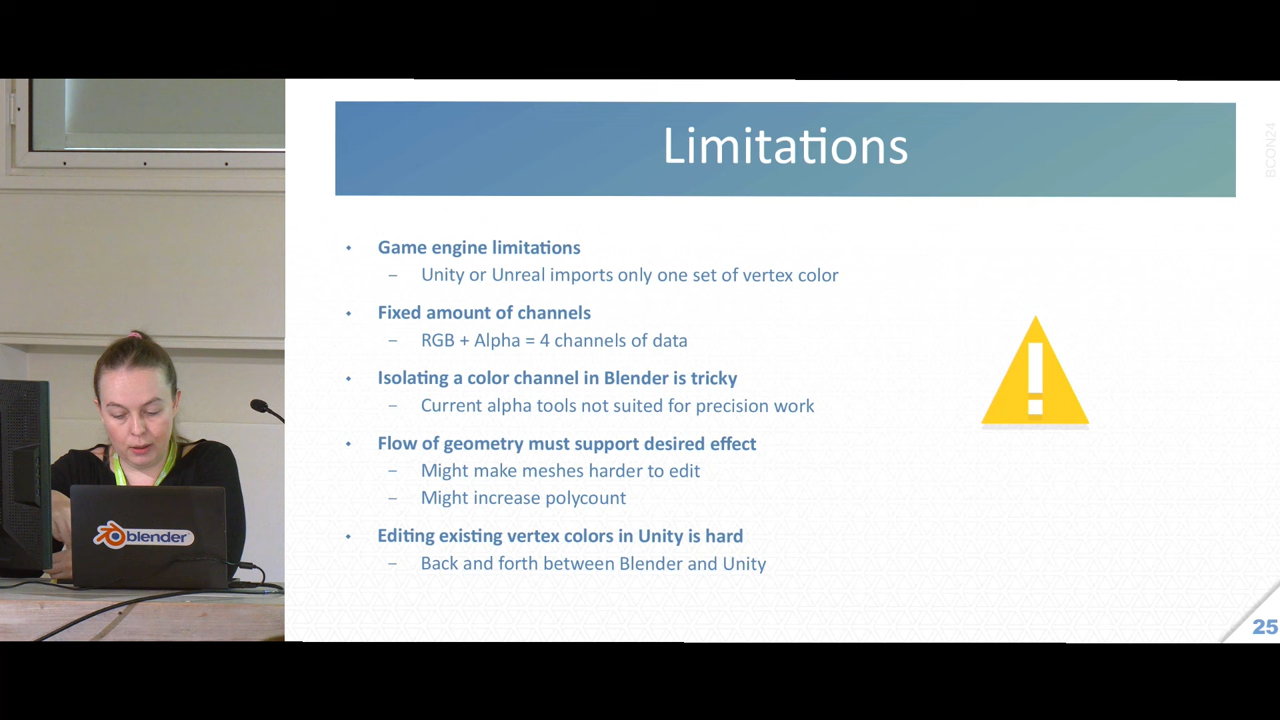 Limitations
BCON24
• Game engine limitations
– Unity or Unreal imports only one set of vertex color
• Fixed amount of channels
– RGB + Alpha = 4 channels of data
• Isolating a color channel in Blender is tricky
– Current alpha tools not suited for precision work
• Flow of geometry must support desired effect
– Might make meshes harder to edit
– Might increase polycount
• Editing existing vertex colors in Unity is hard
– Back and forth between Blender and Unity
blender
25